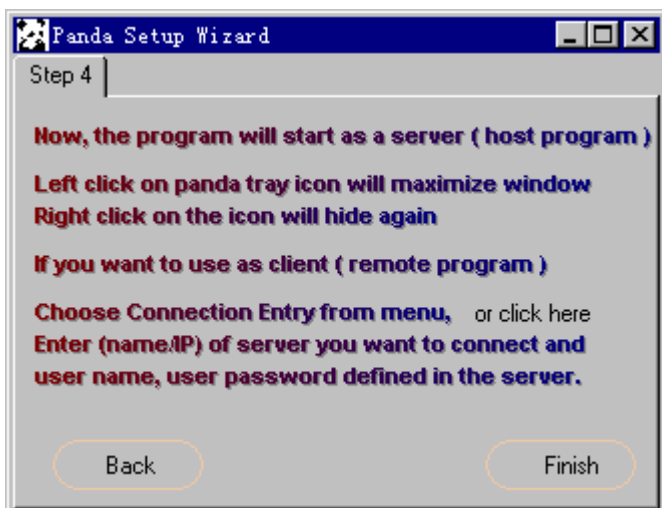 Panda Setup Wizard
Step 4
Now, the program will start as a server ( host program )
Left click on panda tray icon will maximize window
Right click on the icon will hide again
If you want to use as client ( remote program )
Choose Connection Entry from menu, or click here
Enter (name/IP) of server you want to connect and
user name, user password defined in the server.
Back Finish